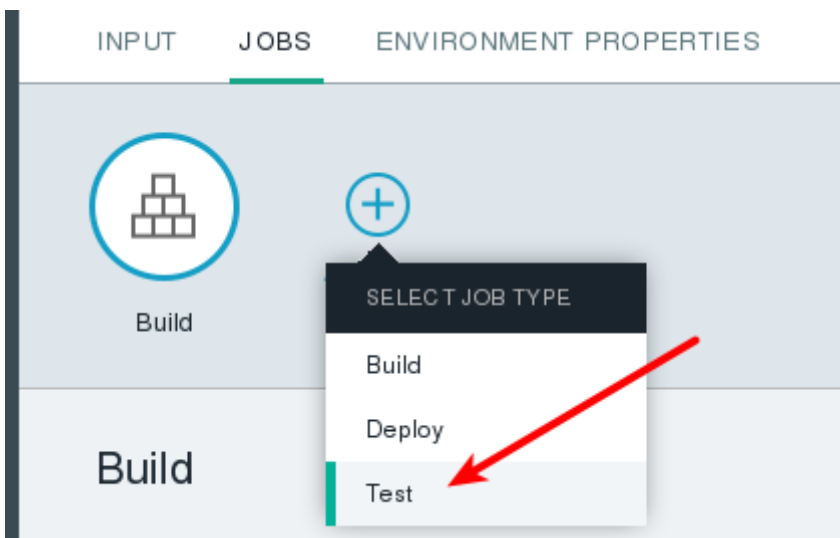 INPUT JOBS ENVIRONMENT PROPERTIES
Build
SELECT JOB TYPE
Build
Deploy
Test
Build